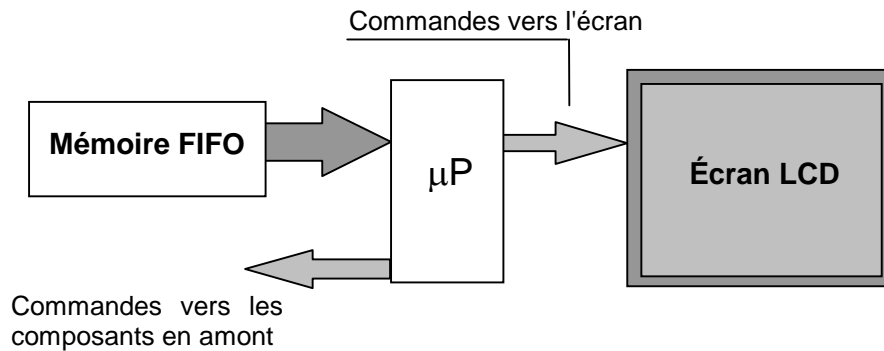 Commandes vers l'écran
Mémoire FIFO
µP
Écran LCD
Commandes vers les
composants en amont